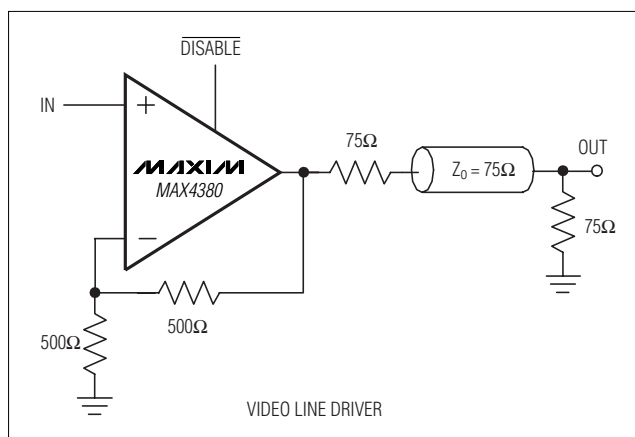 DISABLE
IN
+
MAXIM
MAX4380
−
75Ω
Z₀ = 75Ω
OUT
75Ω
500Ω
500Ω
VIDEO LINE DRIVER